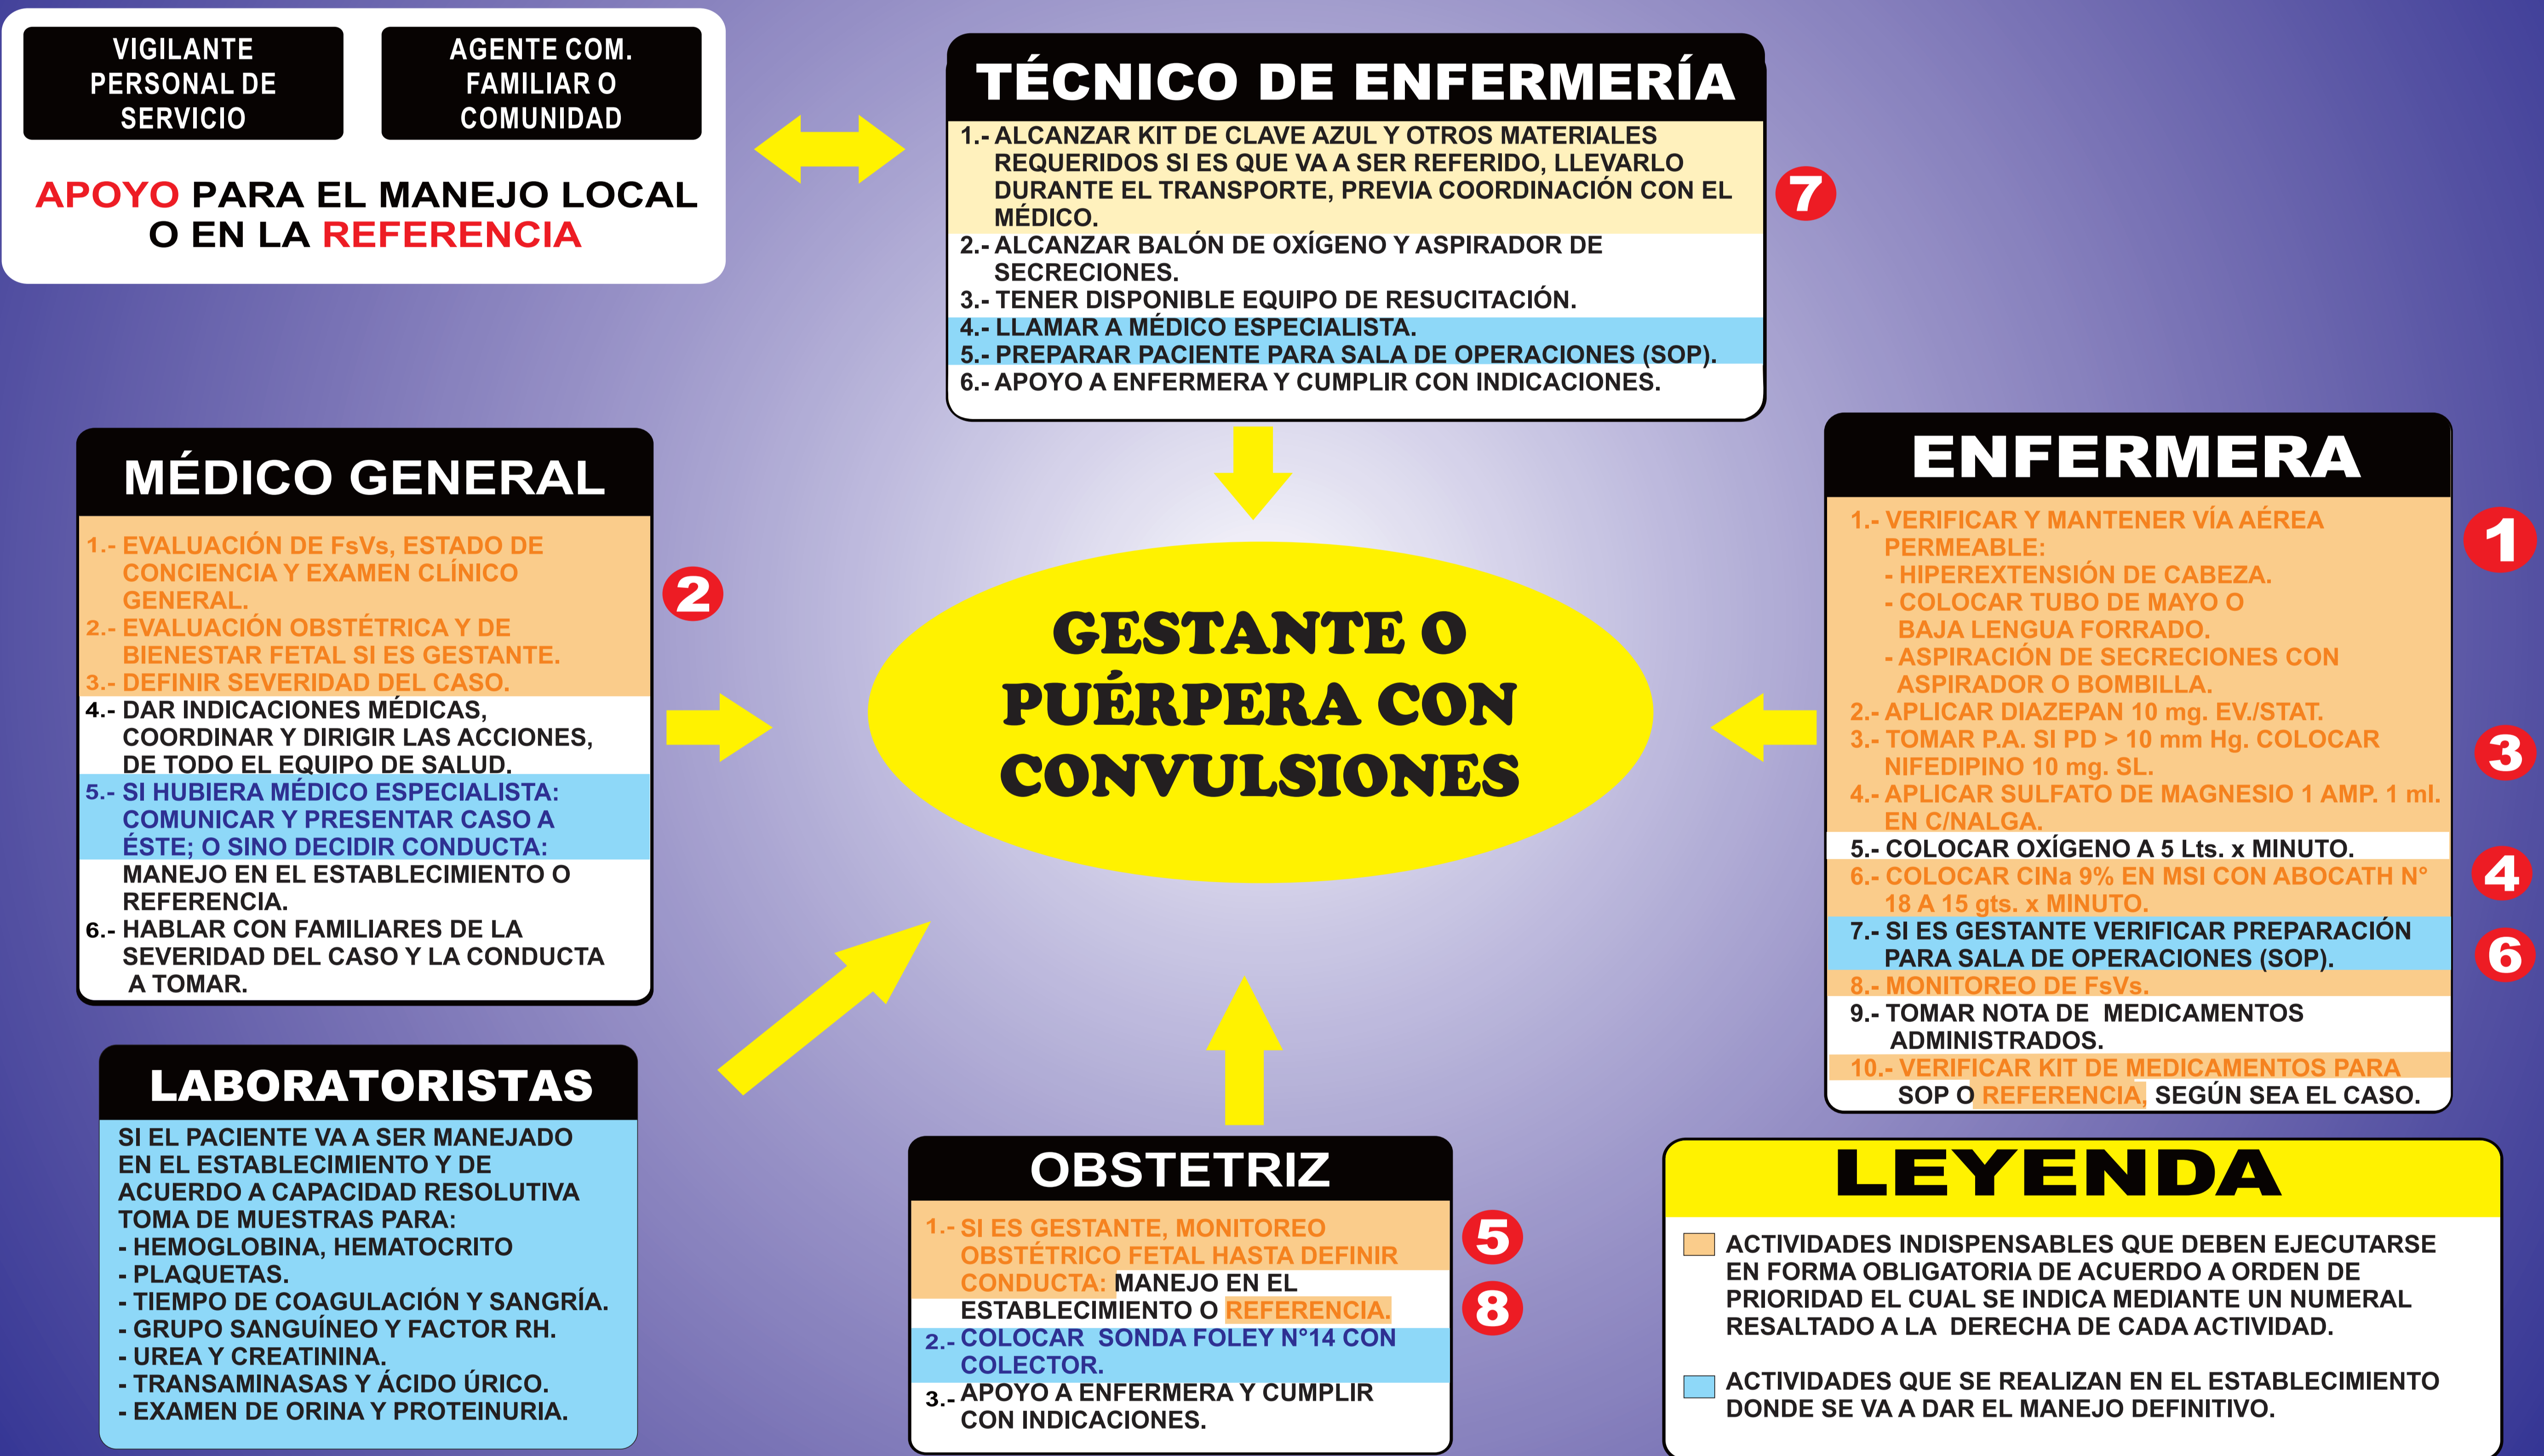 VIGILANTE
PERSONAL DE
SERVICIO
AGENTE COM.
FAMILIAR O
COMUNIDAD
APOYO PARA EL MANEJO LOCAL
O EN LA REFERENCIA
TÉCNICO DE ENFERMERÍA
1.- ALCANZAR KIT DE CLAVE AZUL Y OTROS MATERIALES
REQUERIDOS SI ES QUE VA A SER REFERIDO, LLEVARLO
DURANTE EL TRANSPORTE, PREVIA COORDINACIÓN CON EL
MÉDICO.
7
2.- ALCANZAR BALÓN DE OXÍGENO Y ASPIRADOR DE
SECRECIONES.
3.- TENER DISPONIBLE EQUIPO DE RESUCITACIÓN.
4.- LLAMAR A MÉDICO ESPECIALISTA.
5.- PREPARAR PACIENTE PARA SALA DE OPERACIONES (SOP).
6.- APOYO A ENFERMERA Y CUMPLIR CON INDICACIONES.
MÉDICO GENERAL
1.- EVALUACIÓN DE FsVs, ESTADO DE
CONCIENCIA Y EXAMEN CLÍNICO
GENERAL.
2
2.- EVALUACIÓN OBSTÉTRICA Y DE
BIENESTAR FETAL SI ES GESTANTE.
3.- DEFINIR SEVERIDAD DEL CASO.
4.- DAR INDICACIONES MÉDICAS,
COORDINAR Y DIRIGIR LAS ACCIONES,
DE TODO EL EQUIPO DE SALUD.
5.- SI HUBIERA MÉDICO ESPECIALISTA:
COMUNICAR Y PRESENTAR CASO A
ÉSTE; O SINO DECIDIR CONDUCTA:
MANEJO EN EL ESTABLECIMIENTO O
REFERENCIA.
6.- HABLAR CON FAMILIARES DE LA
SEVERIDAD DEL CASO Y LA CONDUCTA
A TOMAR.
GESTANTE O
PUÉRPERA CON
CONVULSIONES
ENFERMERA
1.- VERIFICAR Y MANTENER VÍA AÉREA
PERMEABLE:
1
- HIPEREXTENSIÓN DE CABEZA.
- COLOCAR TUBO DE MAYO O
BAJA LENGUA FORRADO.
- ASPIRACIÓN DE SECRECIONES CON
ASPIRADOR O BOMBILLA.
2.- APLICAR DIAZEPAN 10 mg. EV./STAT.
3.- TOMAR P.A. SI PD > 10 mm Hg. COLOCAR
NIFEDIPINO 10 mg. SL.
3
4.- APLICAR SULFATO DE MAGNESIO 1 AMP. 1 ml.
EN C/NALGA.
5.- COLOCAR OXÍGENO A 5 Lts. x MINUTO.
6.- COLOCAR CINa 9% EN MSI CON ABOCATH N°
18 A 15 gts. x MINUTO.
4
7.- SI ES GESTANTE VERIFICAR PREPARACIÓN
PARA SALA DE OPERACIONES (SOP).
6
8.- MONITOREO DE FsVs.
9.- TOMAR NOTA DE MEDICAMENTOS
ADMINISTRADOS.
10.- VERIFICAR KIT DE MEDICAMENTOS PARA
SOP O REFERENCIA, SEGÚN SEA EL CASO.
LABORATORISTAS
SI EL PACIENTE VA A SER MANEJADO
EN EL ESTABLECIMIENTO Y DE
ACUERDO A CAPACIDAD RESOLUTIVA
TOMA DE MUESTRAS PARA:
- HEMOGLOBINA, HEMATOCRITO
- PLAQUETAS.
- TIEMPO DE COAGULACIÓN Y SANGRÍA.
- GRUPO SANGUÍNEO Y FACTOR RH.
- UREA Y CREATININA.
- TRANSAMINASAS Y ÁCIDO ÚRICO.
- EXAMEN DE ORINA Y PROTEINURIA.
OBSTETRIZ
1.- SI ES GESTANTE, MONITOREO
OBSTÉTRICO FETAL HASTA DEFINIR
CONDUCTA: MANEJO EN EL
ESTABLECIMIENTO O REFERENCIA.
5
8
2.- COLOCAR SONDA FOLEY N°14 CON
COLECTOR.
3.- APOYO A ENFERMERA Y CUMPLIR
CON INDICACIONES.
LEYENDA
ACTIVIDADES INDISPENSABLES QUE DEBEN EJECUTARSE
EN FORMA OBLIGATORIA DE ACUERDO A ORDEN DE
PRIORIDAD EL CUAL SE INDICA MEDIANTE UN NUMERAL
RESALTADO A LA DERECHA DE CADA ACTIVIDAD.
ACTIVIDADES QUE SE REALIZAN EN EL ESTABLECIMIENTO
DONDE SE VA A DAR EL MANEJO DEFINITIVO.